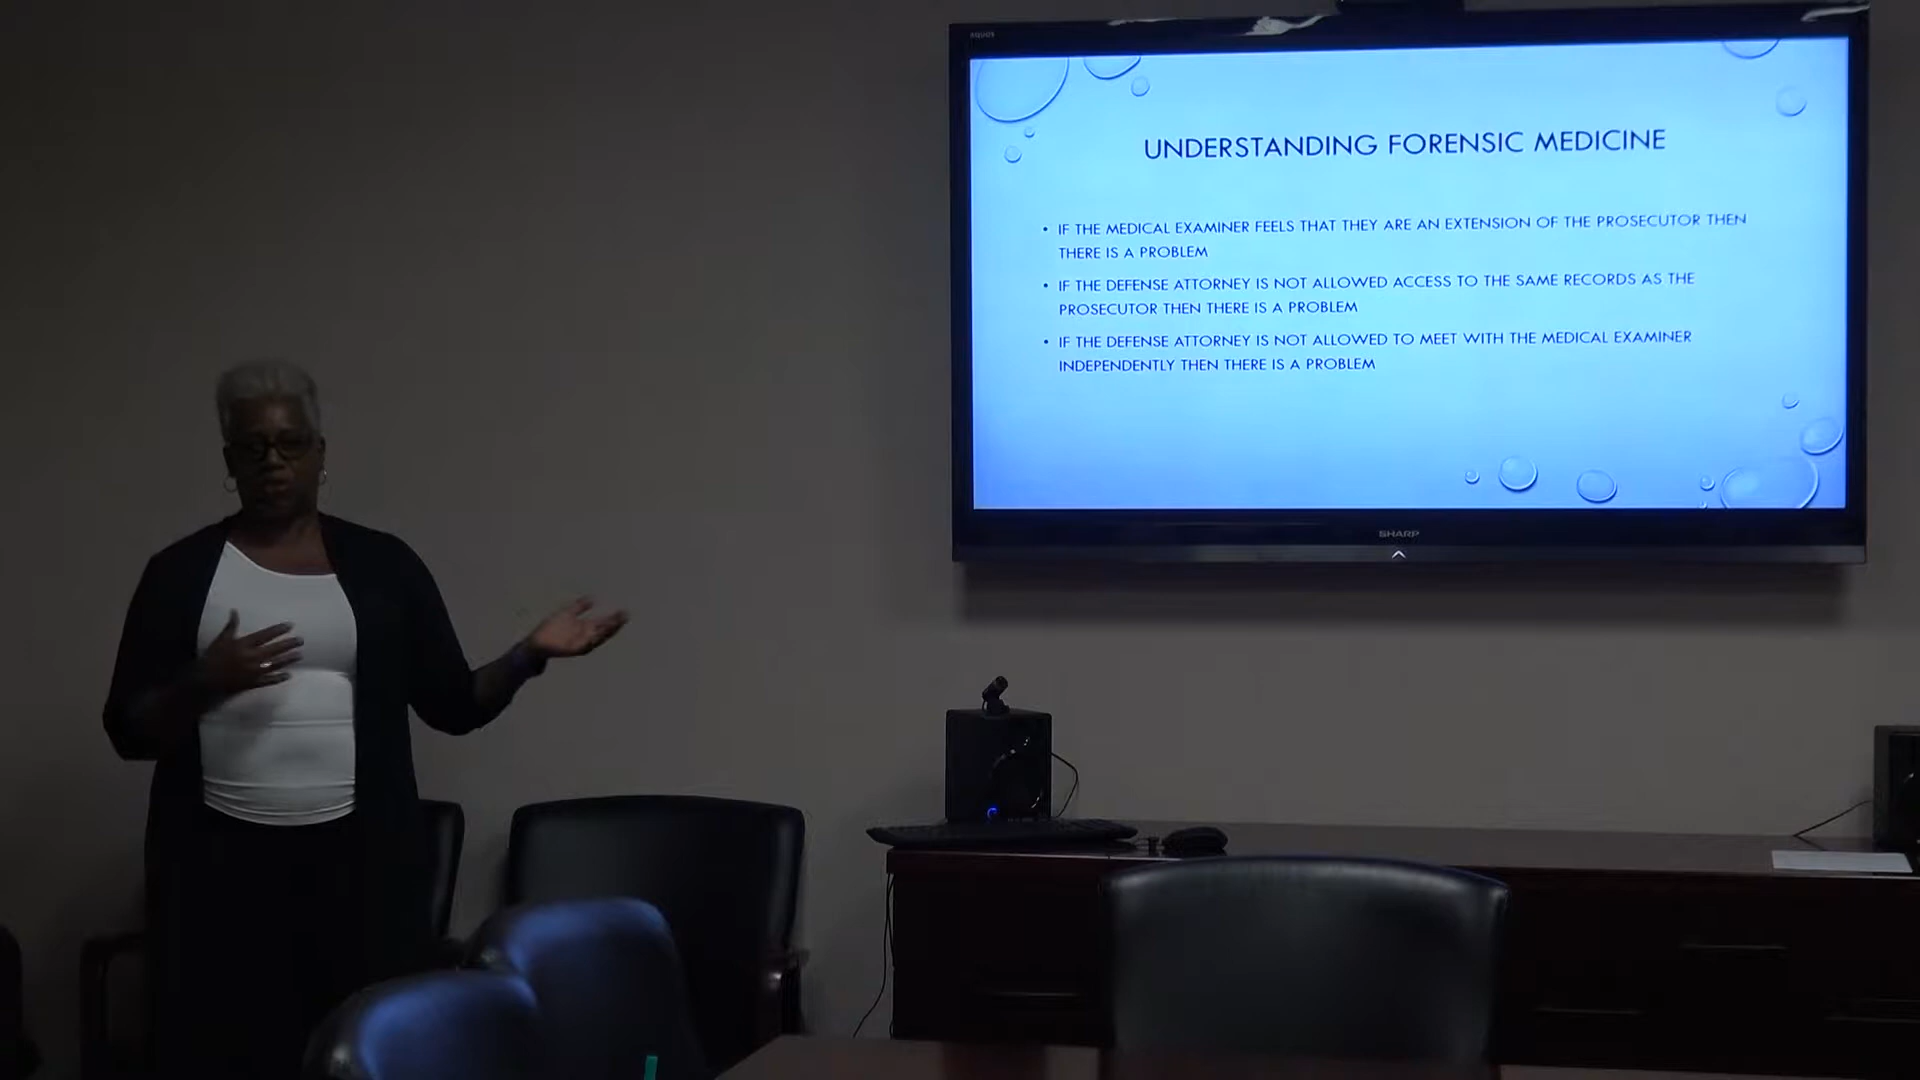 AQUOS
UNDERSTANDING FORENSIC MEDICINE
• IF THE MEDICAL EXAMINER FEELS THAT THEY ARE AN EXTENSION OF THE PROSECUTOR THEN
THERE IS A PROBLEM
• IF THE DEFENSE ATTORNEY IS NOT ALLOWED ACCESS TO THE SAME RECORDS AS THE
PROSECUTOR THEN THERE IS A PROBLEM
• IF THE DEFENSE ATTORNEY IS NOT ALLOWED TO MEET WITH THE MEDICAL EXAMINER
INDEPENDENTLY THEN THERE IS A PROBLEM
SHARP